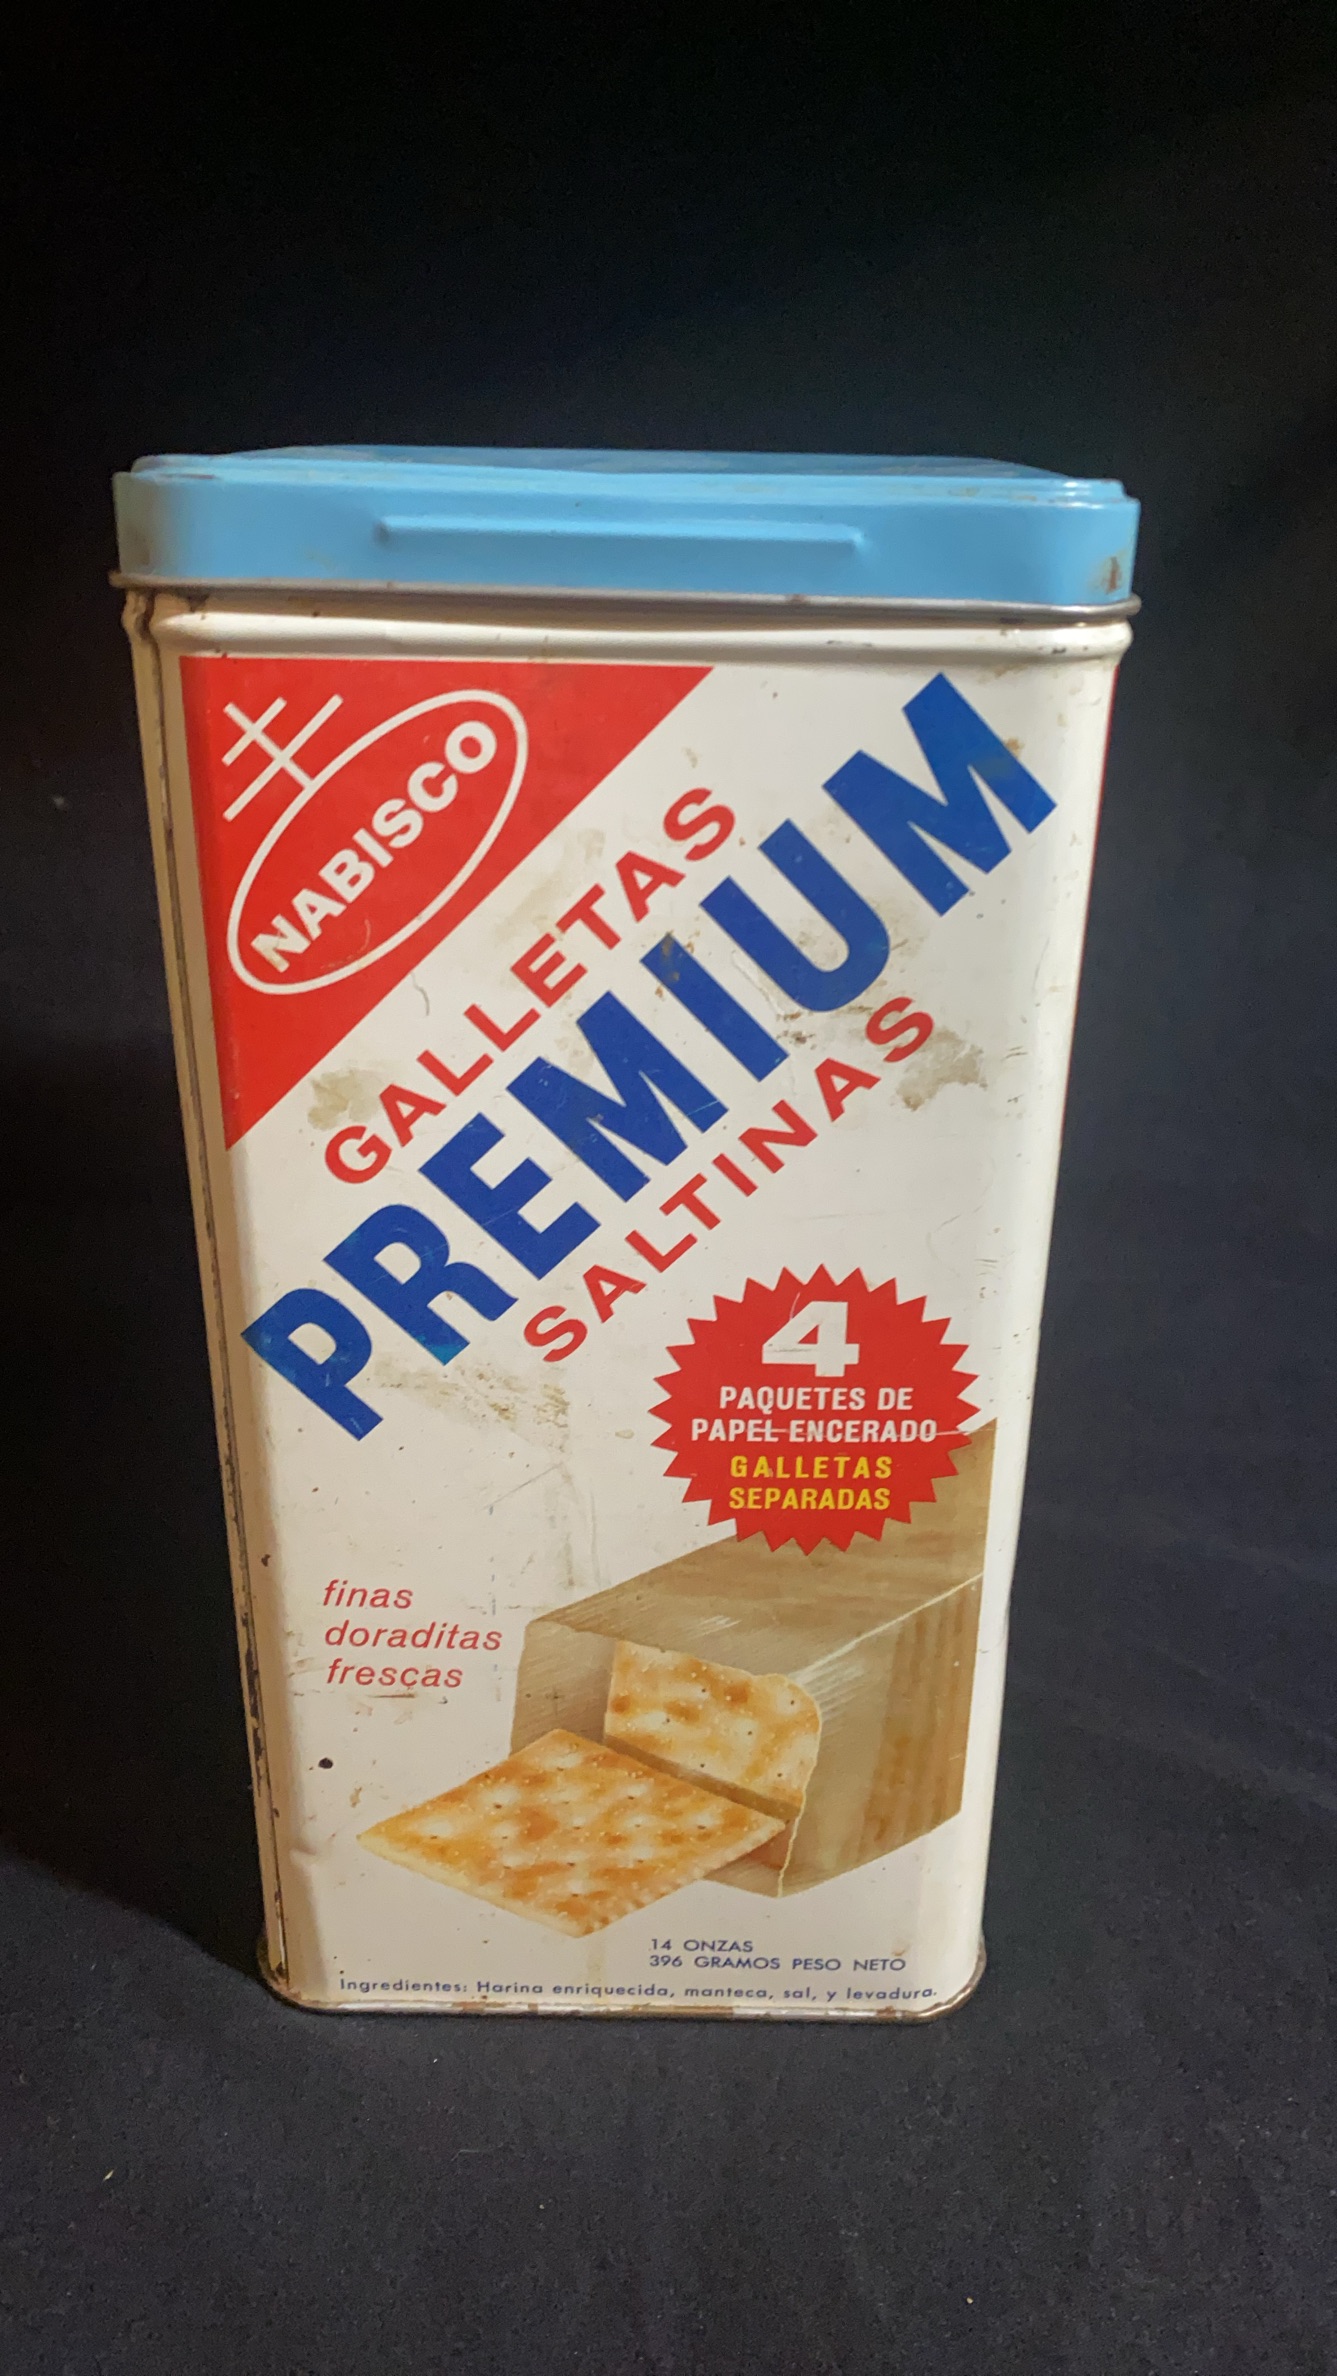 NABISCO
GALLETAS
PREMIUM
SALTINAS
4
PAQUETES DE
PAPEL ENCERADO
GALLETAS
SEPARADAS
finas
doraditas
frescas
14 ONZAS
396 GRAMOS PESO NETO
Ingredientes: Harina enriquecida, manteca, sal, y levadura.